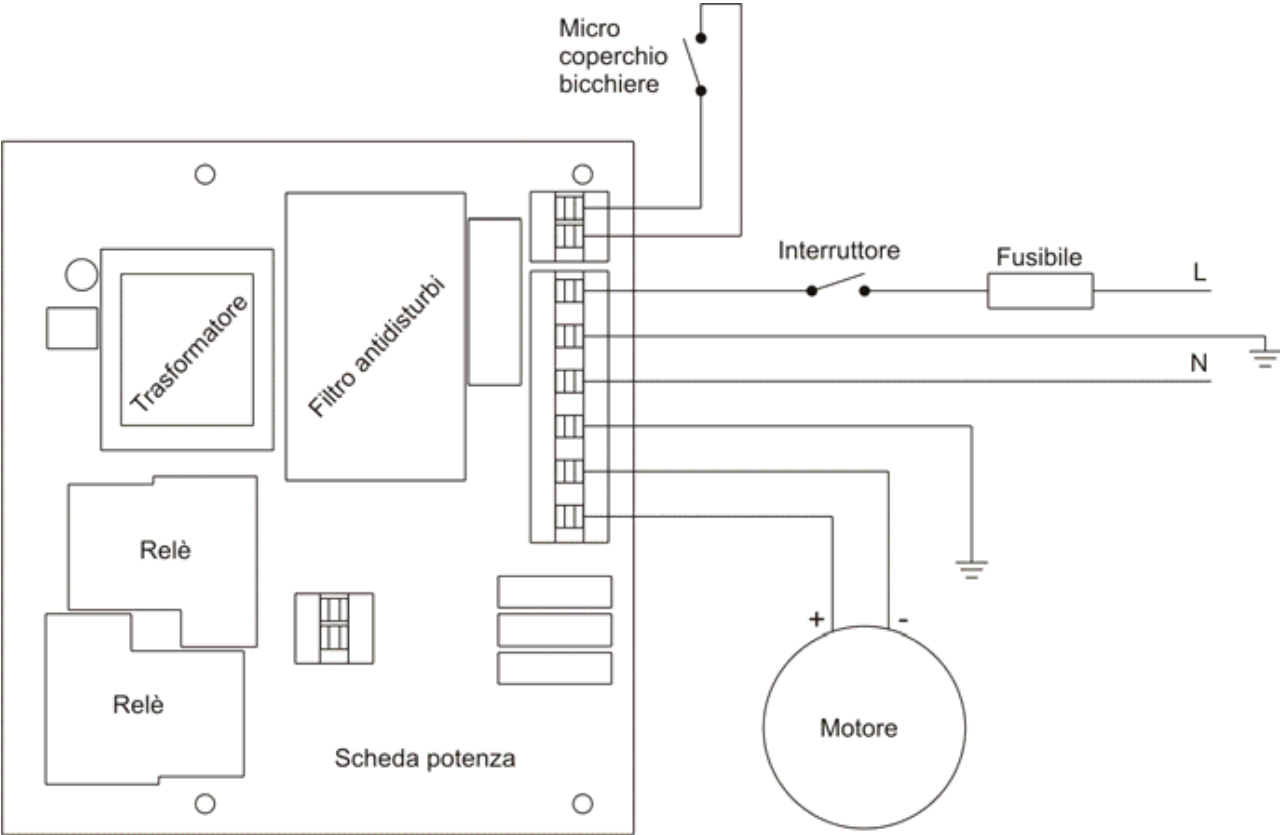 Micro
coperchio
bicchiere
Interruttore
Fusibile
L
N
Trasformatore
Filtro antidisturbi
Relè
Relè
+ -
Motore
Scheda potenza